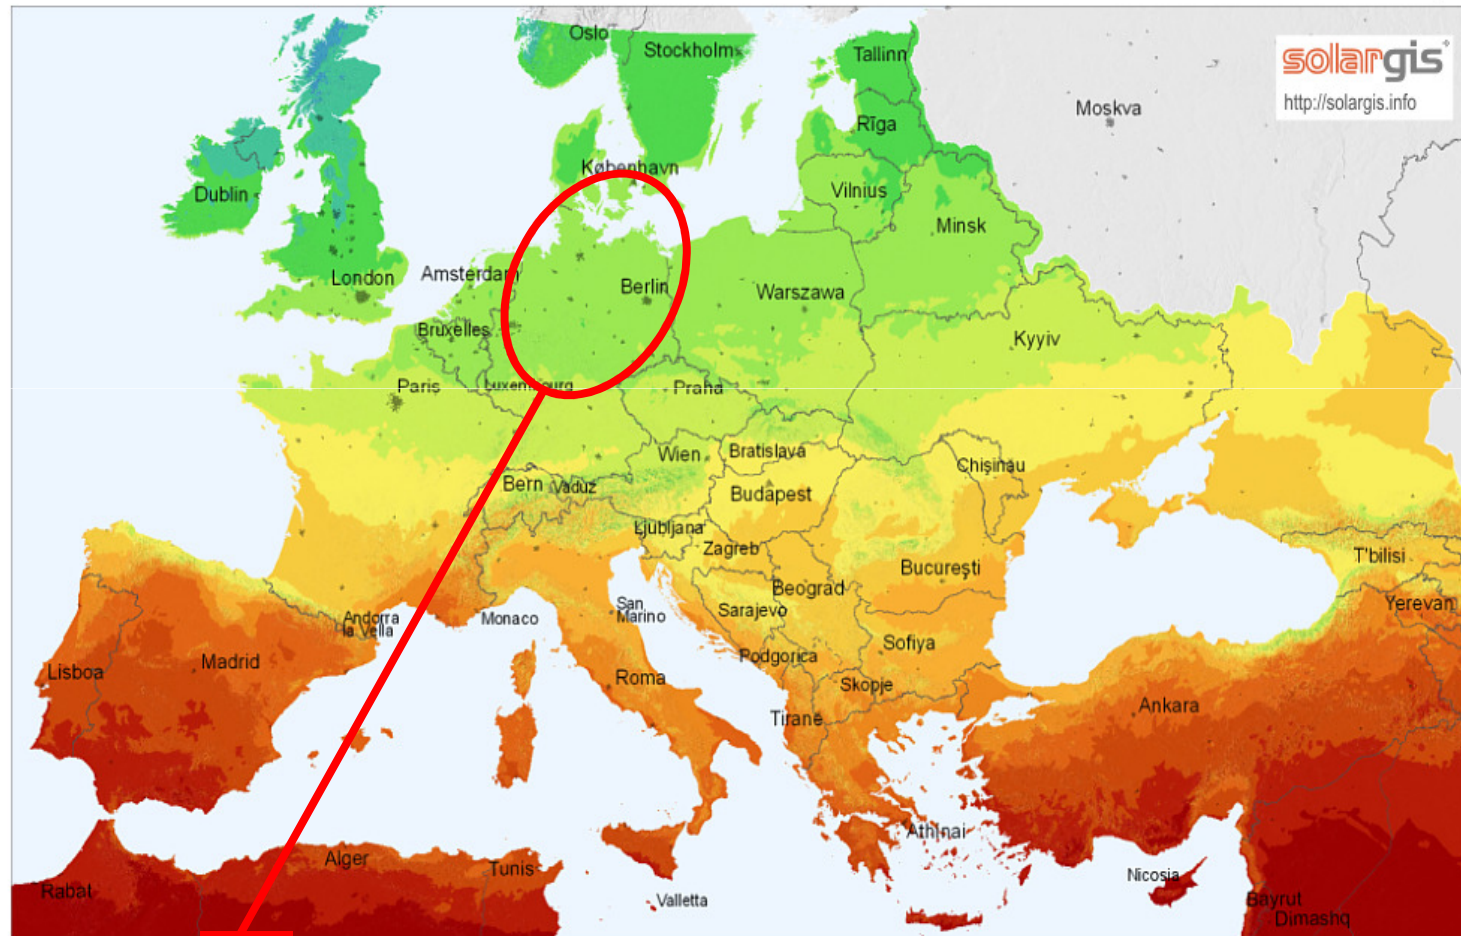 Oslo
Stockholm
Tallinn
solargis
http://solargis.info
Moskva
Rīga
København
Dublin
Vilnius
Minsk
London
Amsterdam
Berlin
Warszawa
Bruxelles
Kyyiv
Paris
Luxembourg
Praha
Wien
Bratislava
Chișinău
Bern
Vaduz
Budapest
Ljubljana
Zagreb
T'bilisi
București
Beograd
Andorra
la Vella
Monaco
San
Marino
Sarajevo
Yerevan
Sofiya
Lisboa
Madrid
Podgorica
Roma
Skopje
Ankara
Tirane
Athinai
Alger
Tunis
Nicosia
Rabat
Valletta
Bayrut
Dimashq